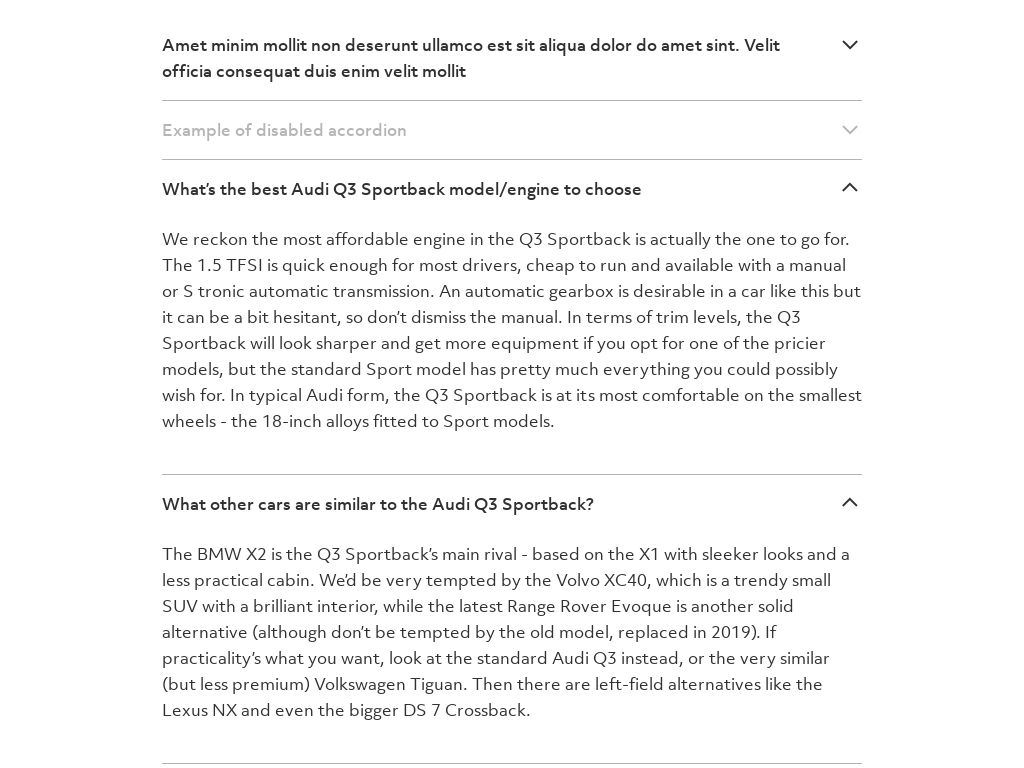 Amet minim mollit non deserunt ullamco est sit aliqua dolor do amet sint. Velit
officia consequat duis enim velit mollit
Example of disabled accordion
What's the best Audi Q3 Sportback model/engine to choose
We reckon the most affordable engine in the Q3 Sportback is actually the one to go for.
The 1.5 TFSI is quick enough for most drivers, cheap to run and available with a manual
or S tronic automatic transmission. An automatic gearbox is desirable in a car like this but
it can be a bit hesitant, so don't dismiss the manual. In terms of trim levels, the Q3
Sportback will look sharper and get more equipment if you opt for one of the pricier
models, but the standard Sport model has pretty much everything you could possibly
wish for. In typical Audi form, the Q3 Sportback is at its most comfortable on the smallest
wheels - the 18-inch alloys fitted to Sport models.
What other cars are similar to the Audi Q3 Sportback?
The BMW X2 is the Q3 Sportback's main rival - based on the X1 with sleeker looks and a
less practical cabin. We'd be very tempted by the Volvo XC40, which is a trendy small
SUV with a brilliant interior, while the latest Range Rover Evoque is another solid
alternative (although don't be tempted by the old model, replaced in 2019). If
practicality's what you want, look at the standard Audi Q3 instead, or the very similar
(but less premium) Volkswagen Tiguan. Then there are left-field alternatives like the
Lexus NX and even the bigger DS 7 Crossback.